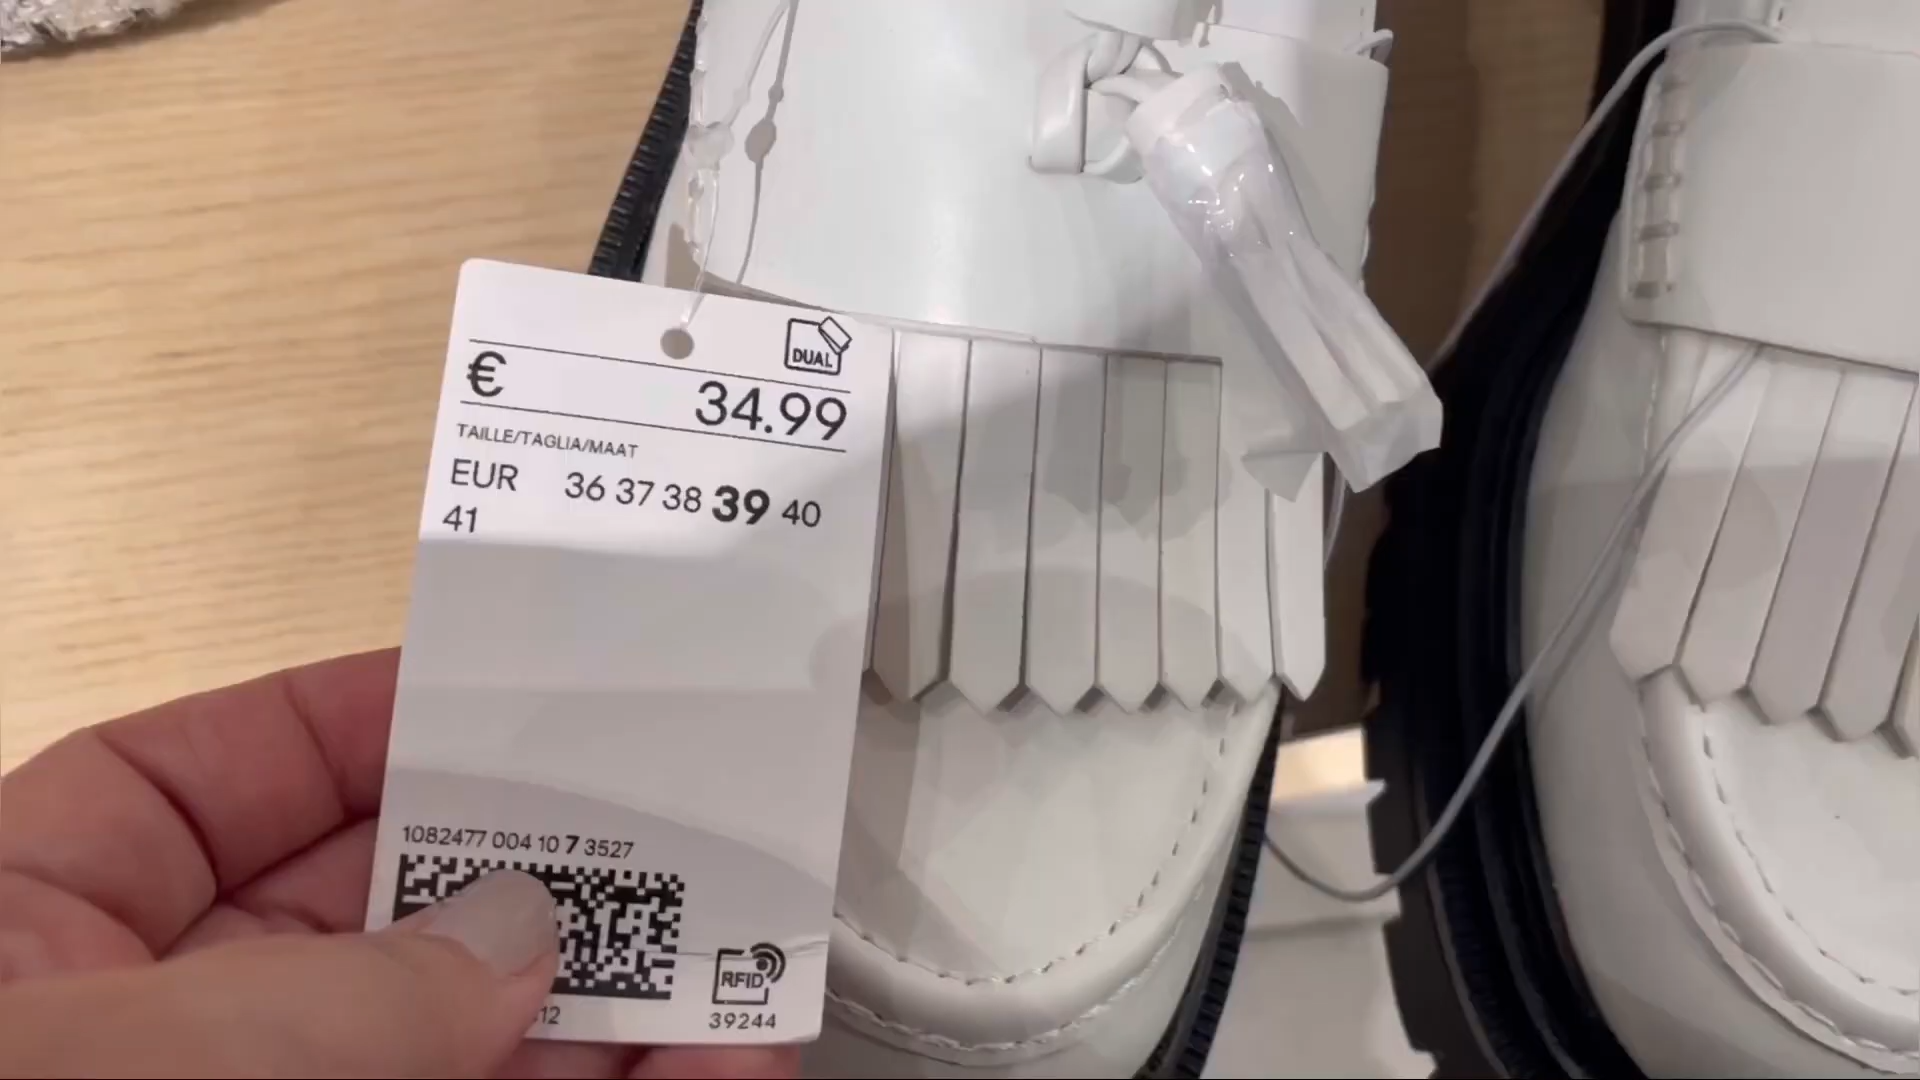 DUAL
€ 34.99
TAILLE/TAGLIA/MAAT
EUR 36 37 38 39 40
41
1082477 004 10 7 3527
RFID
12 39244